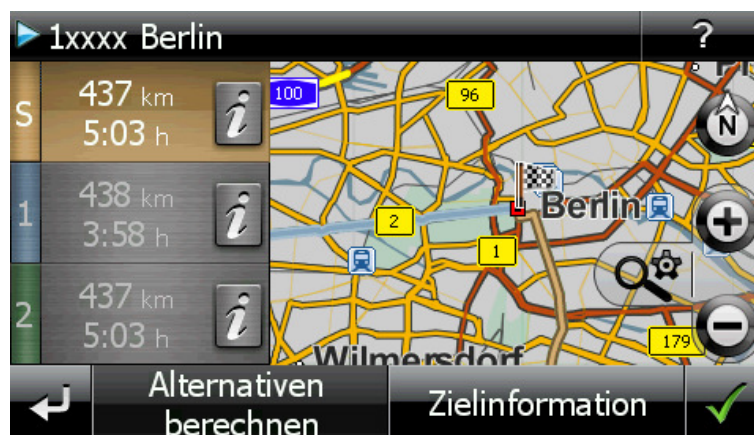 1xxxx Berlin
?
S
437 km
5:03 h
i
1
438 km
3:58 h
i
2
437 km
5:03 h
i
100
96
N
2
Berlin
1
179
Wilmersdorf
Alternativen
berechnen
Zielinformation